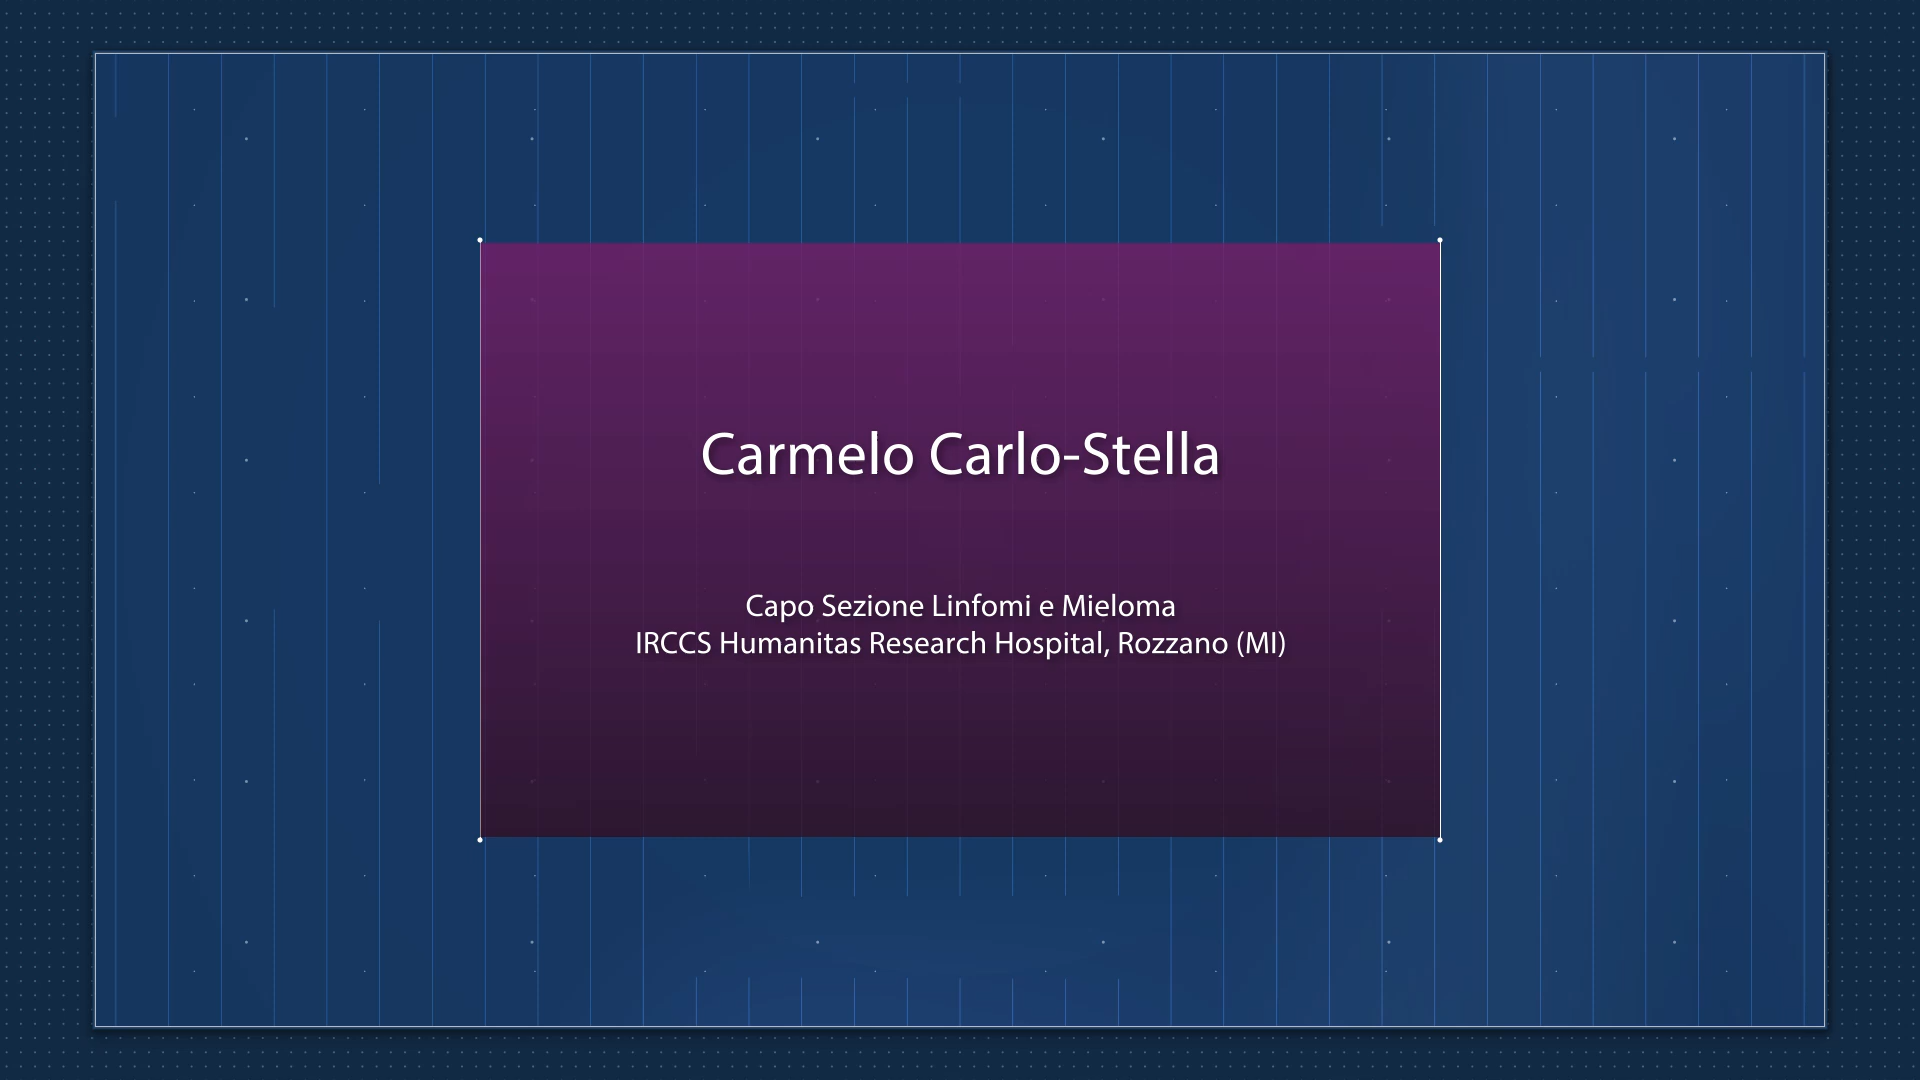 Carmelo Carlo-Stella
Capo Sezione Linfomi e Mieloma
IRCCS Humanitas Research Hospital, Rozzano (MI)